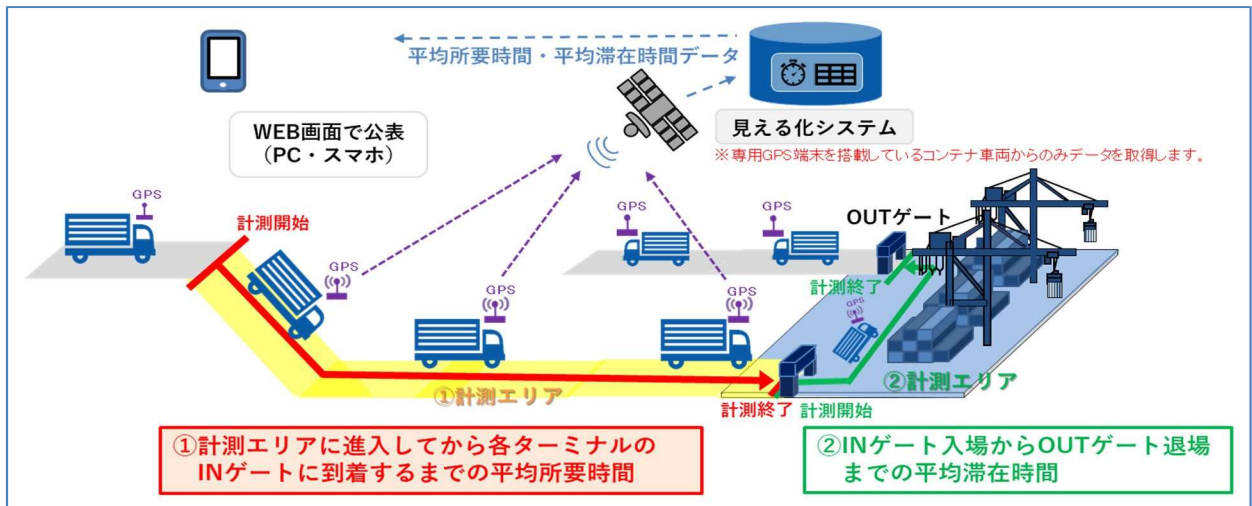 平均所要時間・平均滞在時間データ
WEB画面で公表
（PC・スマホ）
見える化システム
※専用GPS端末を搭載しているコンテナ車両からのみデータを取得します。
GPS
計測開始
GPS
GPS
GPS
GPS
GPS
OUTゲート
計測終了
GPS
①計測エリア
②計測エリア
計測終了
計測開始
①計測エリアに進入してから各ターミナルの
INゲートに到着するまでの平均所要時間
②INゲート入場からOUTゲート退場
までの平均滞在時間